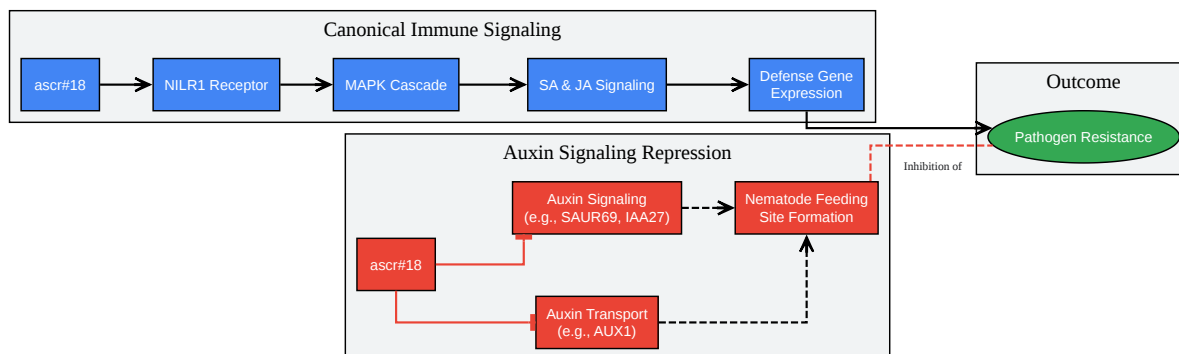 Canonical Immune Signaling
ascr#18
NILR1 Receptor
MAPK Cascade
SA & JA Signaling
Defense Gene
Expression
Outcome
Pathogen Resistance
Inhibition of
Auxin Signaling Repression
Auxin Signaling
(e.g., SAUR69, IAA27)
Nematode Feeding
Site Formation
ascr#18
Auxin Transport
(e.g., AUX1)